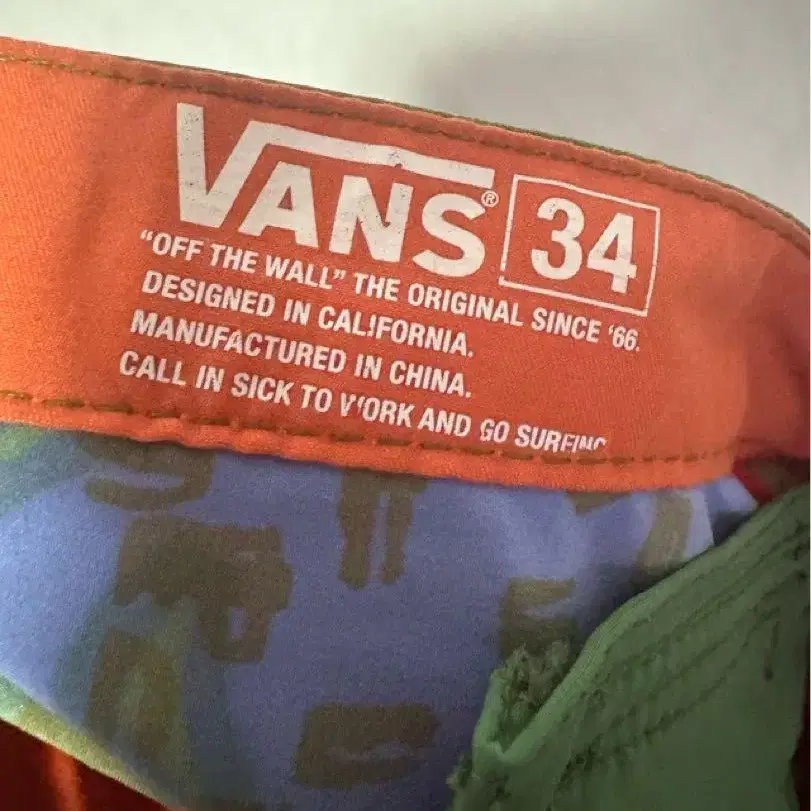 VANS® 34
“OFF THE WALL” THE ORIGINAL SINCE ‘66.
DESIGNED IN CALIFORNIA.
MANUFACTURED IN CHINA.
CALL IN SICK TO WORK AND GO SURFING